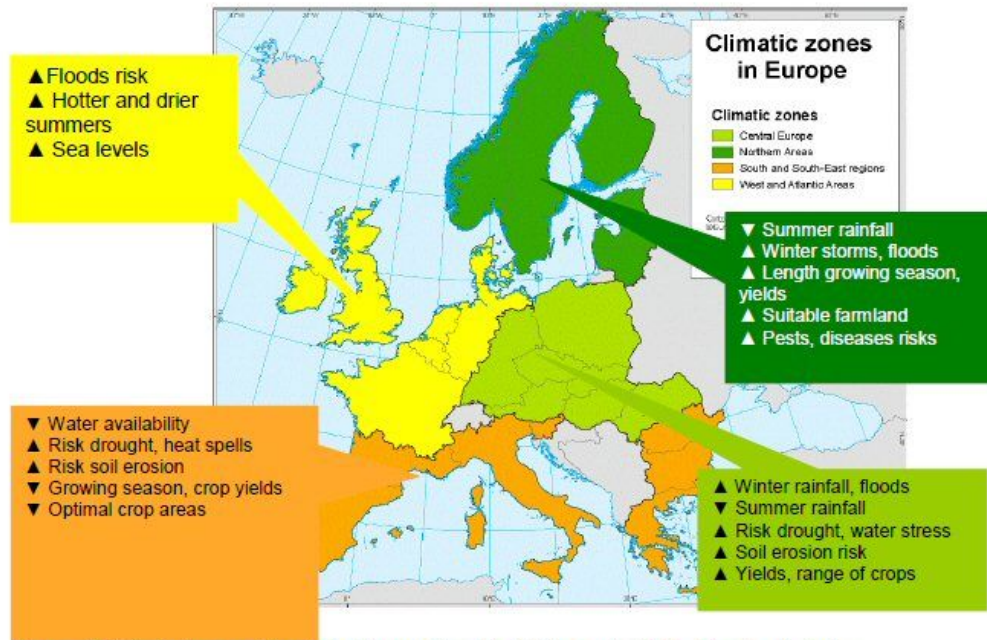 Climatic zones
in Europe
Climatic zones
Central Europe
Northern Areas
South and South-East regions
West and Atlantic Areas
▲Floods risk
▲ Hotter and drier
summers
▲ Sea levels
▼ Summer rainfall
▲ Winter storms, floods
▲ Length growing season,
yields
▲ Suitable farmland
▲ Pests, diseases risks
▼ Water availability
▲ Risk drought, heat spells
▲ Risk soil erosion
▼ Growing season, crop yields
▼ Optimal crop areas
▲ Winter rainfall, floods
▼ Summer rainfall
▲ Risk drought, water stress
▲ Soil erosion risk
▲ Yields, range of crops